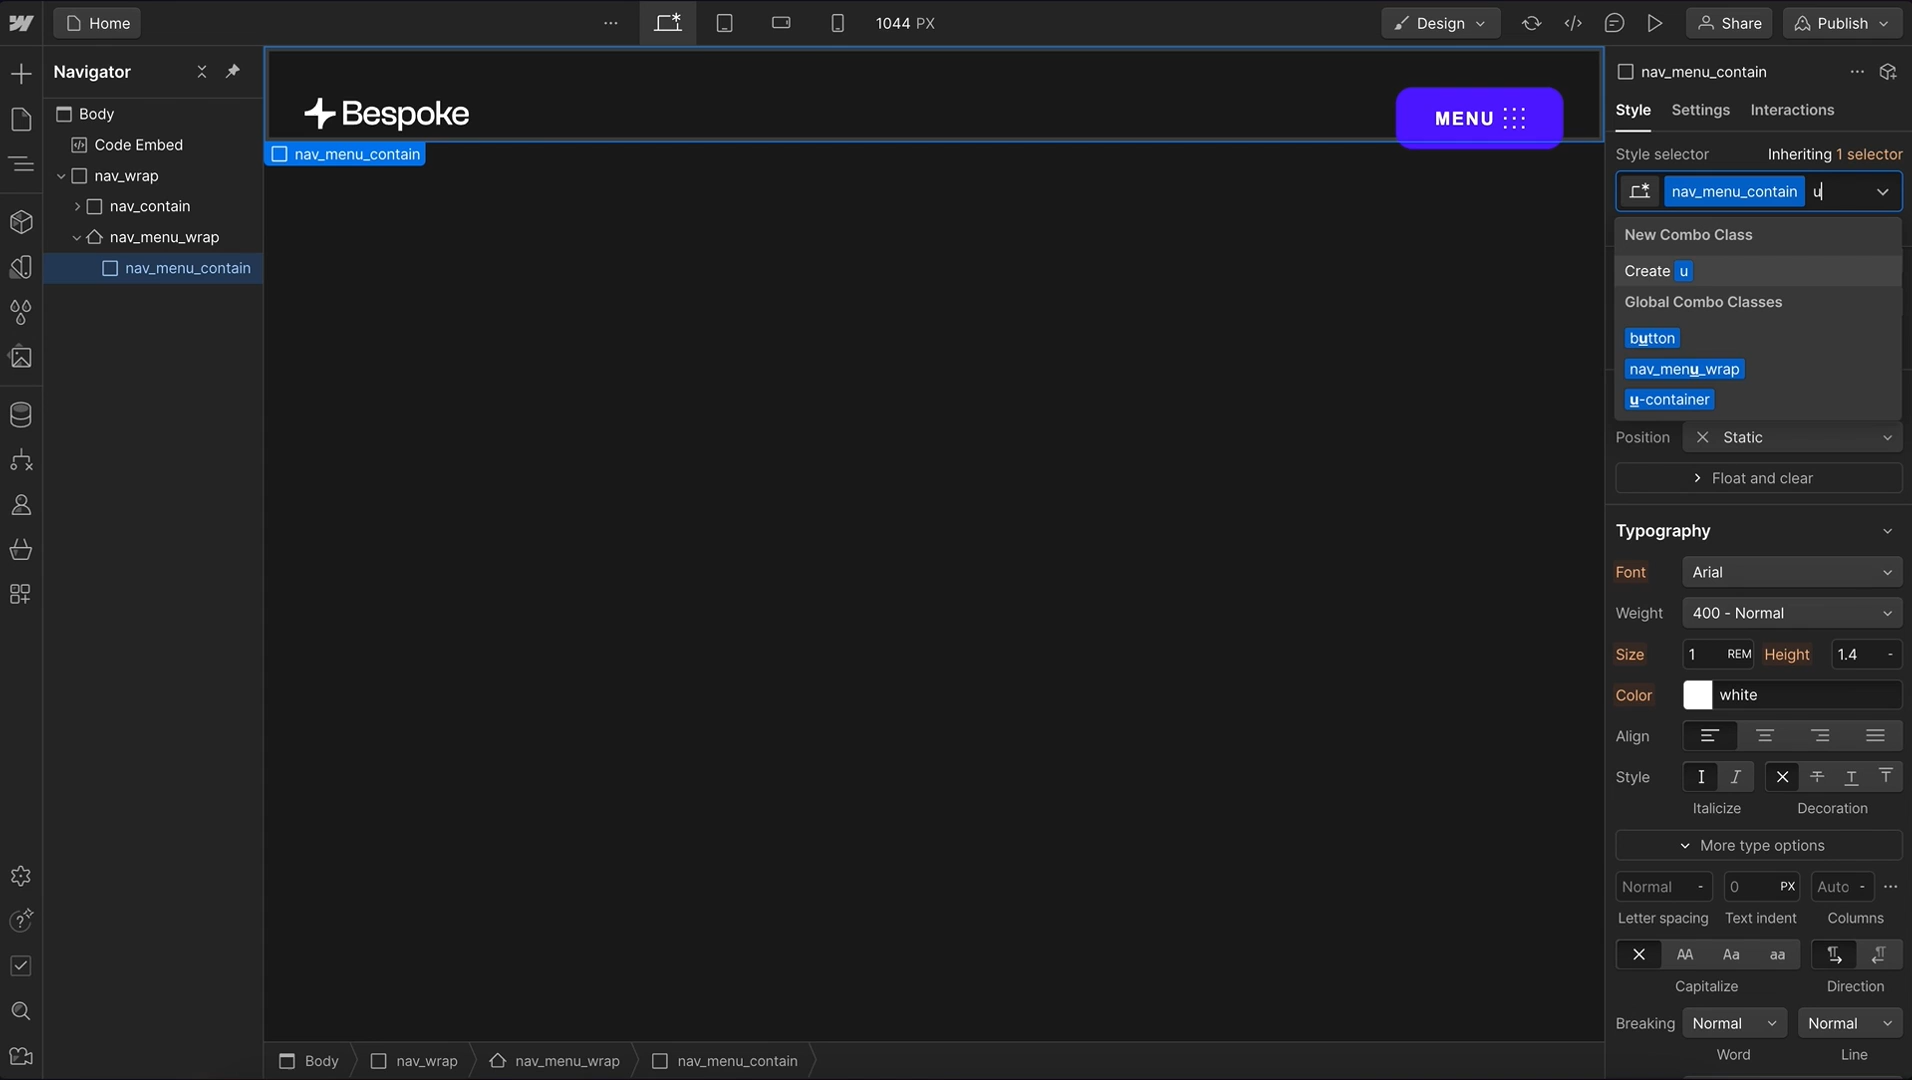 Home
1044 PX
Design
Share
Publish
Navigator
Body
Code Embed
nav_wrap
nav_contain
nav_menu_wrap
nav_menu_contain
Bespoke
MENU
nav_menu_contain
nav_menu_contain
Style Settings Interactions
Style selector Inheriting 1 selector
nav_menu_contain u
New Combo Class
Create u
Global Combo Classes
button
nav_menu_wrap
u-container
Position Static
Float and clear
Typography
Font Arial
Weight 400 - Normal
Size 1 REM Height 1.4 -
Color white
Align
Style
Italicize Decoration
More type options
Normal - 0 PX Auto -
Letter spacing Text indent Columns
AA Aa aa
Capitalize Direction
Breaking Normal Normal
Word Line
Body nav_wrap nav_menu_wrap nav_menu_contain